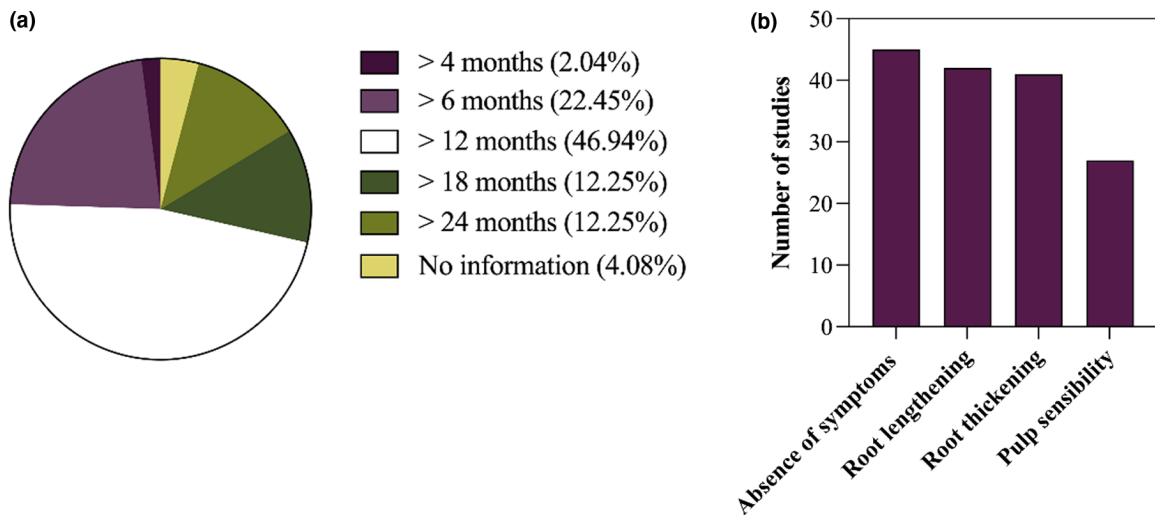 (a)
> 4 months (2.04%)
> 6 months (22.45%)
> 12 months (46.94%)
> 18 months (12.25%)
> 24 months (12.25%)
No information (4.08%)
(b)
Number of studies
50
40
30
20
10
0
Absence of symptoms
Root lengthening
Root thickening
Pulp sensibility